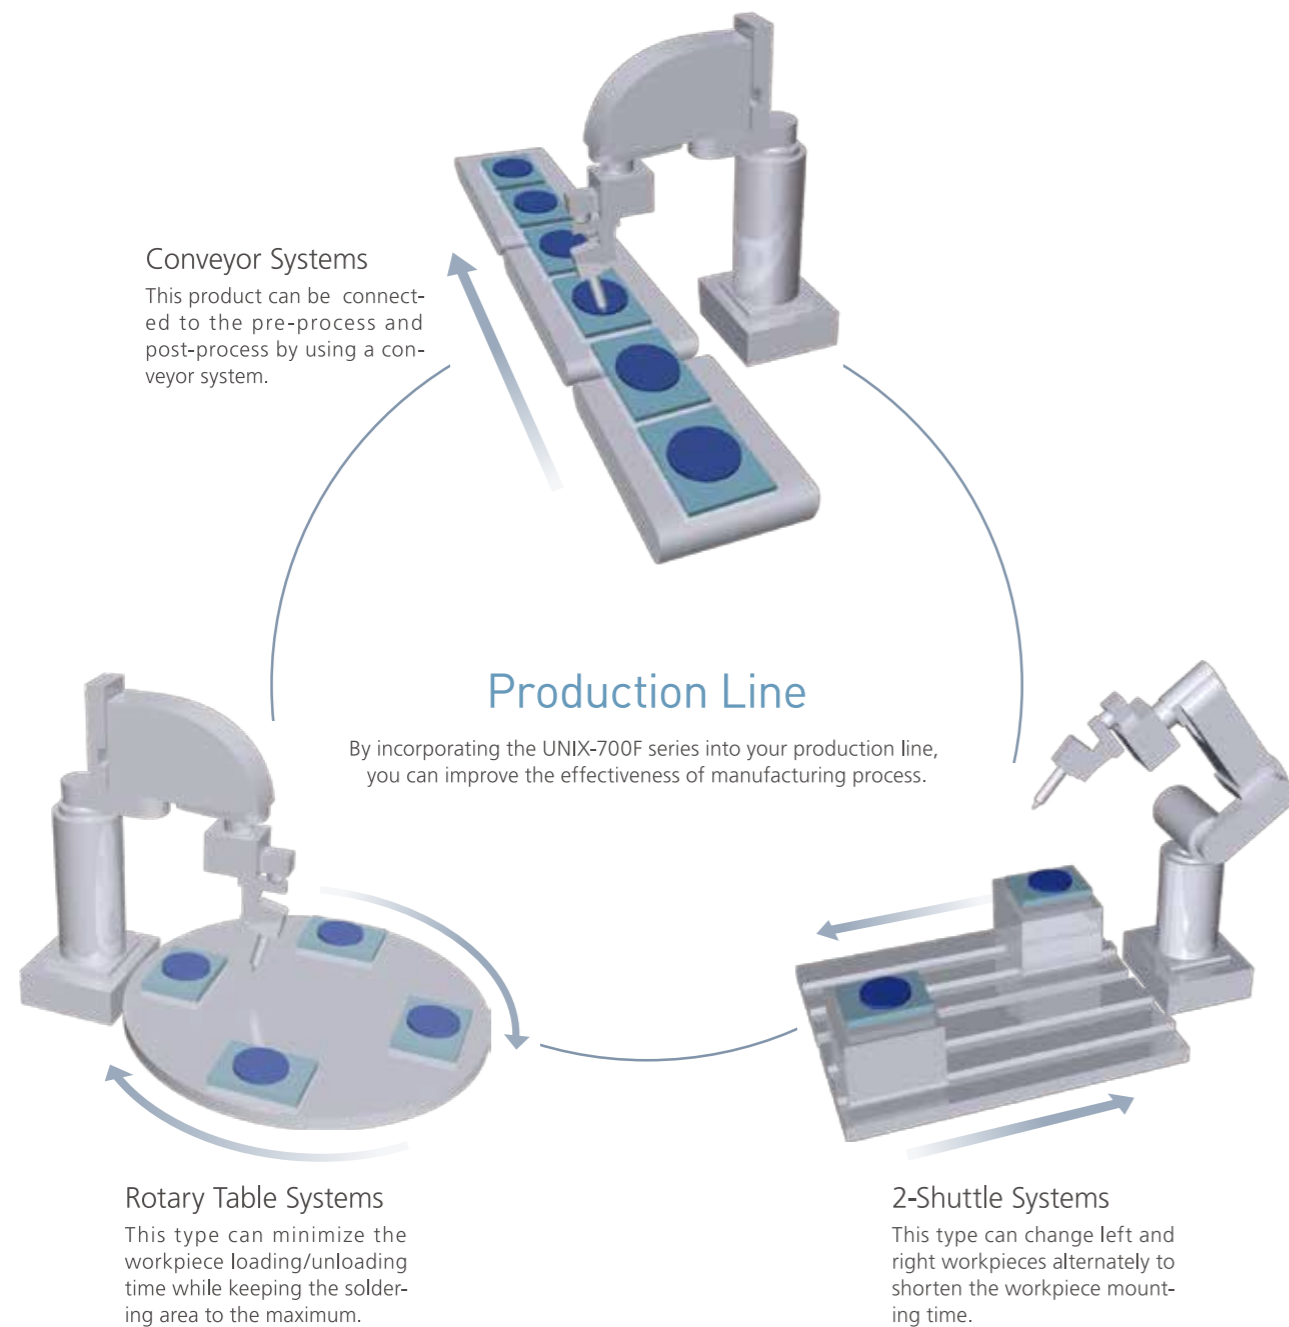 Conveyor Systems
This product can be connect-
ed to the pre-process and
post-process by using a con-
veyor system.
Production Line
By incorporating the UNIX-700F series into your production line,
you can improve the effectiveness of manufacturing process.
Rotary Table Systems
This type can minimize the
workpiece loading/unloading
time while keeping the solder-
ing area to the maximum.
2-Shuttle Systems
This type can change left and
right workpieces alternately to
shorten the workpiece mount-
ing time.